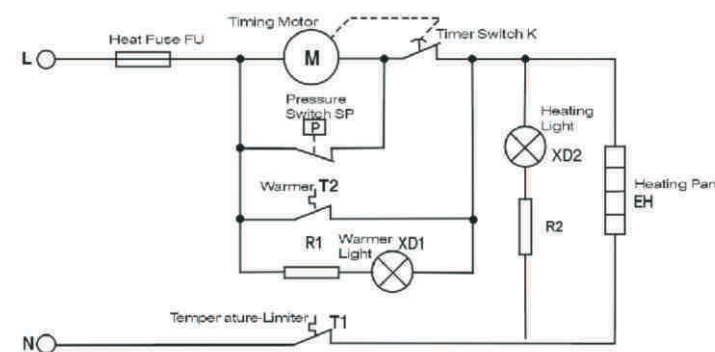 Timing Motor
Heat Fuse FU
Timer Switch K
L
M
Pressure
Switch SP
P
Heating
Light
XD2
Heating Pan
EH
Warmer T2
R1
Warmer
Light
XD1
R2
Temper ature-Limiter T1
N